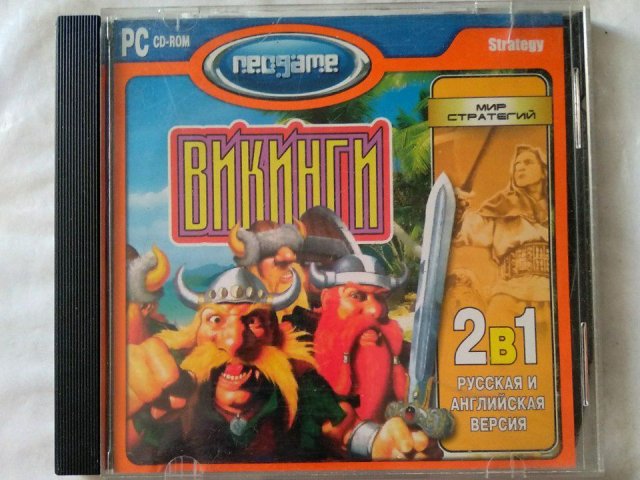 PC CD-ROM
neogame
Strategy
МИР
СТРАТЕГИЙ
ВИКИНГИ
2в1
РУССКАЯ И
АНГЛИЙСКАЯ
ВЕРСИЯ